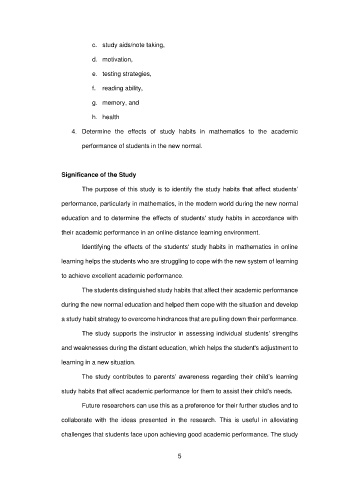 c. study aids/note taking,
d. motivation,
e. testing strategies,
f. reading ability,
g. memory, and
h. health
4. Determine the effects of study habits in mathematics to the academic
performance of students in the new normal.
Significance of the Study
The purpose of this study is to identify the study habits that affect students'
performance, particularly in mathematics, in the modern world during the new normal
education and to determine the effects of students' study habits in accordance with
their academic performance in an online distance learning environment.
Identifying the effects of the students' study habits in mathematics in online
learning helps the students who are struggling to cope with the new system of learning
to achieve excellent academic performance.
The students distinguished study habits that affect their academic performance
during the new normal education and helped them cope with the situation and develop
a study habit strategy to overcome hindrances that are pulling down their performance.
The study supports the instructor in assessing individual students' strengths
and weaknesses during the distant education, which helps the student's adjustment to
learning in a new situation.
The study contributes to parents' awareness regarding their child's learning
study habits that affect academic performance for them to assist their child's needs.
Future researchers can use this as a preference for their further studies and to
collaborate with the ideas presented in the research. This is useful in alleviating
challenges that students face upon achieving good academic performance. The study
5